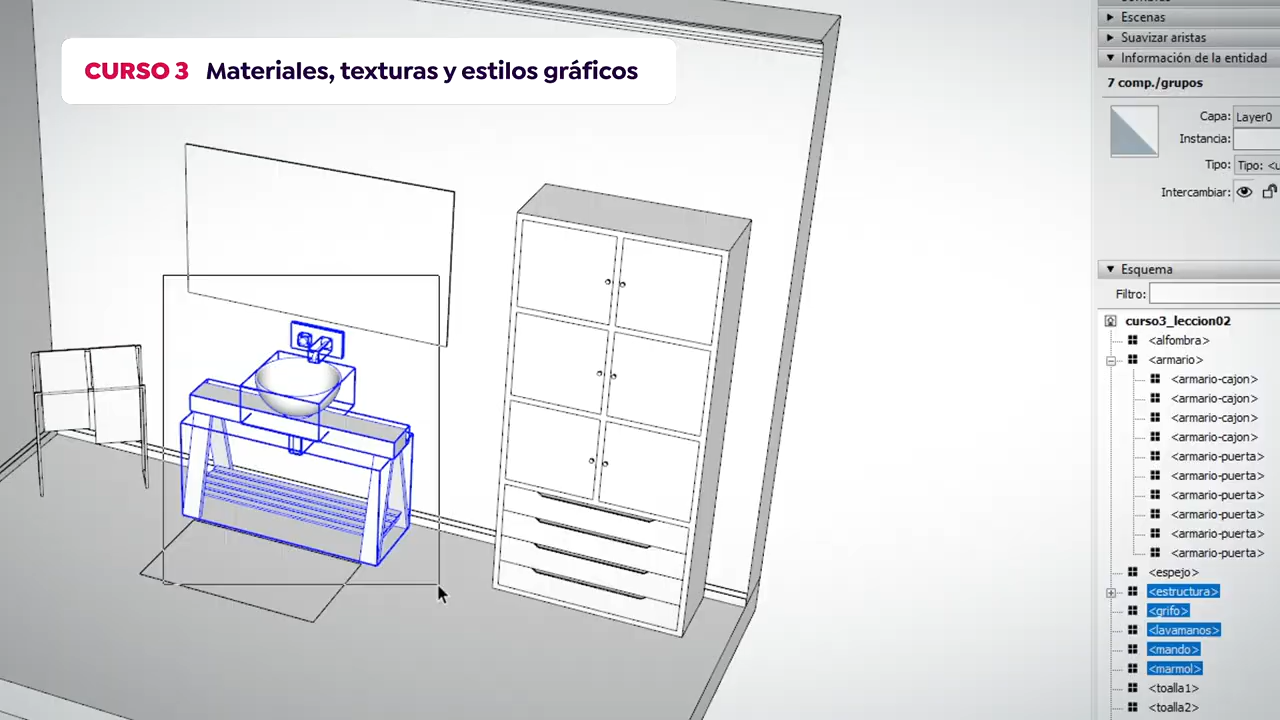 Escenas
CURSO 3 Materiales, texturas y estilos gráficos
Suavizar aristas
Información de la entidad
7 comp./grupos
Capa: Layer0
Instancia:
Tipo: Tipo: <u
Intercambiar:
Esquema
Filtro:
curso3_leccion02
<alfombra>
<armario>
<armario-cajon>
<armario-cajon>
<armario-cajon>
<armario-cajon>
<armario-puerta>
<armario-puerta>
<armario-puerta>
<armario-puerta>
<armario-puerta>
<armario-puerta>
<espejo>
<estructura>
<grifo>
<lavamanos>
<mando>
<marmol>
<toalla1>
<toalla2>